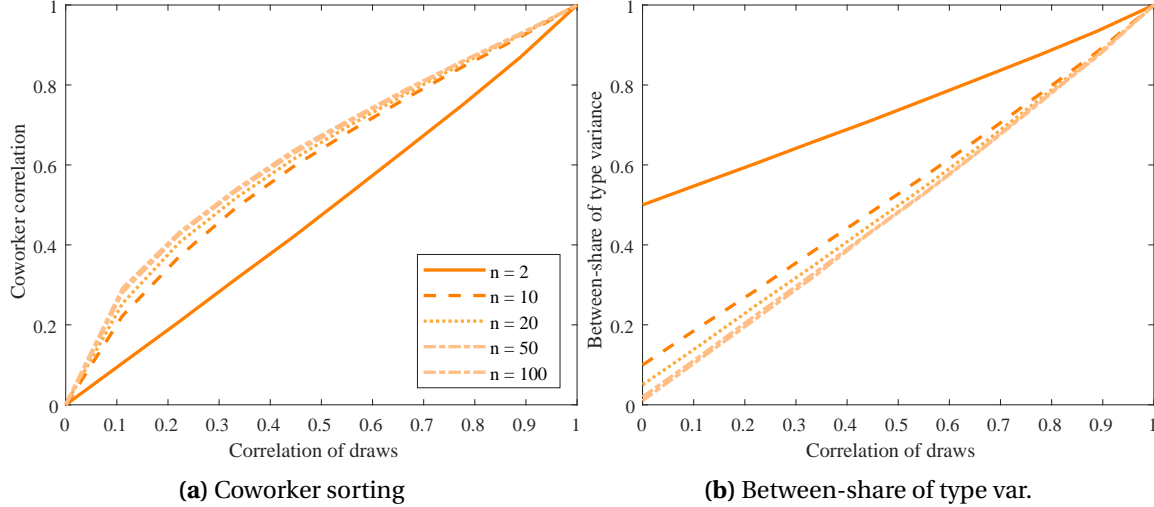 1
0.8
0.6
0.4
0.2
0
Coworker correlation
0 0.1 0.2 0.3 0.4 0.5 0.6 0.7 0.8 0.9 1
Correlation of draws
n = 2
n = 10
n = 20
n = 50
n = 100
(a) Coworker sorting
1
0.8
0.6
0.4
0.2
0
Between-share of type variance
0 0.1 0.2 0.3 0.4 0.5 0.6 0.7 0.8 0.9 1
Correlation of draws
(b) Between-share of type var.